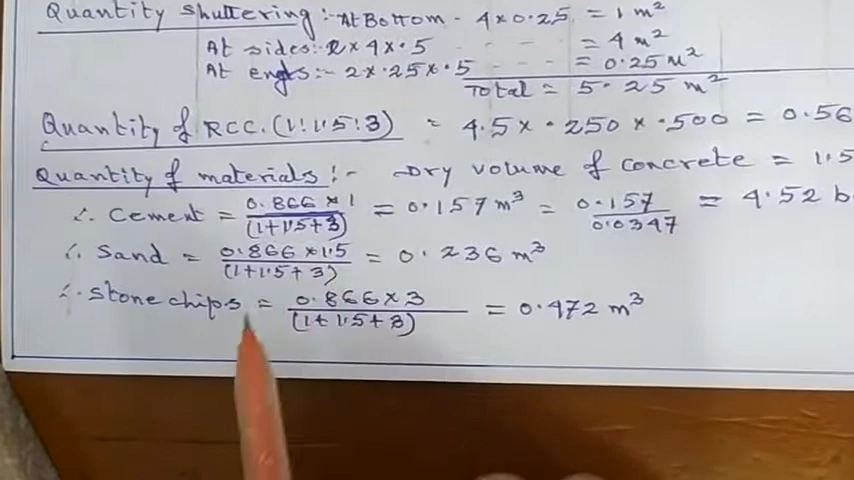 Quantity Shuttering :- At Bottom - 4 x 0.25 = 1 m²
At sides:- 2 x 4 x .5 - - - = 4 m²
At ends :- 2 x .25 x .5 - - - = 0.25 m²
Total = 5.25 m²
Quantity of RCC. (1:1.5:3) = 4.5 x .250 x .500 = 0.56
Quantity of materials :- Dry volume of concrete = 1.5
∴ Cement = 0.866 x 1 / (1+1.5+3) = 0.157 m³ = 0.157 / 0.0347 = 4.52 b
∴ Sand = 0.866 x 1.5 / (1+1.5+3) = 0.236 m³
∴ Stone chips = 0.866 x 3 / (1+1.5+3) = 0.472 m³